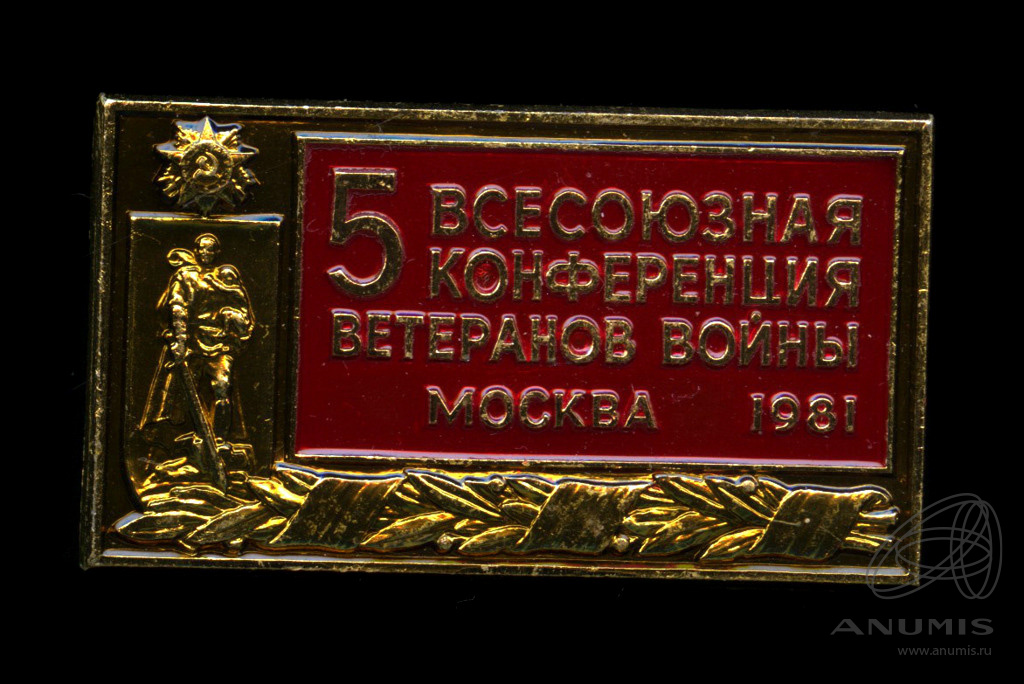 5 ВСЕСОЮЗНАЯ
КОНФЕРЕНЦИЯ
ВЕТЕРАНОВ ВОЙНЫ
МОСКВА 1981
ANUMIS
www.anumis.ru